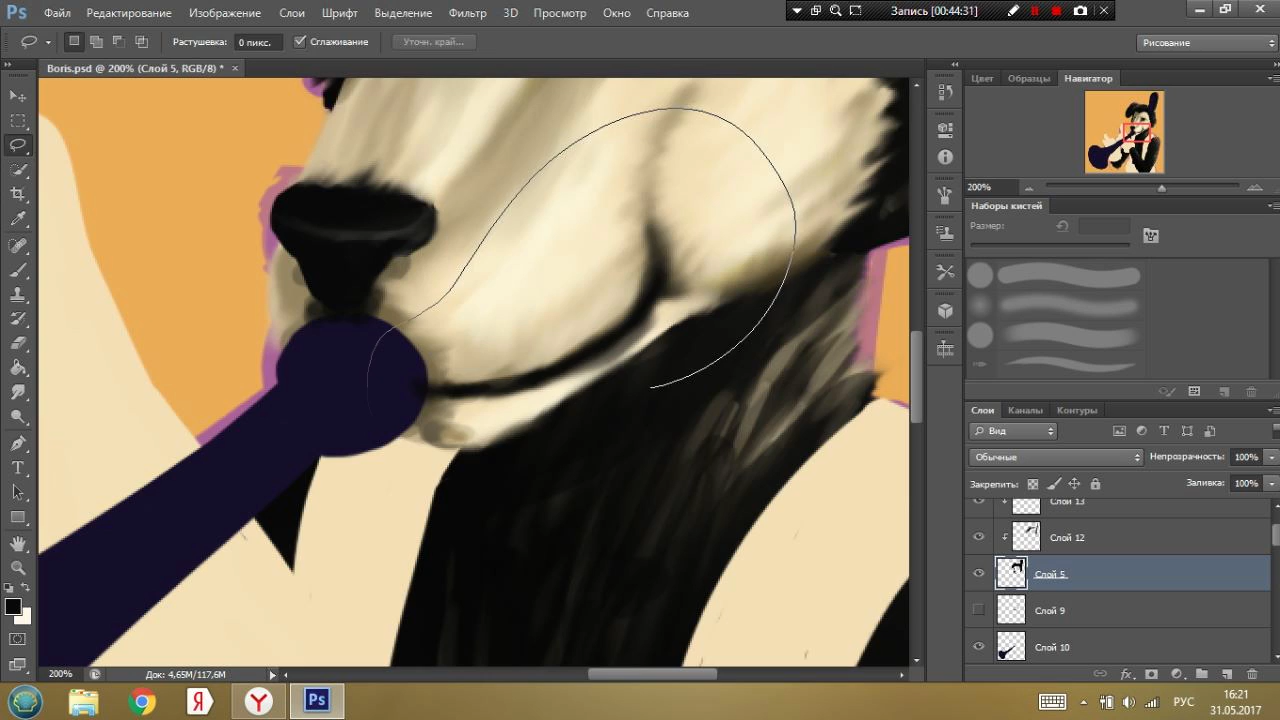 Ps Файл Редактирование Изображение Слои Шрифт Выделение Фильтр 3D Просмотр Окно Справка Запись [00:44:31]
Растушевка: 0 пикс. Сглаживание Уточн. край... Рисование
Boris.psd @ 200% (Слой 5, RGB/8) * ×
Цвет Образцы Навигатор
200%
Наборы кистей
Размер:
Слои Каналы Контуры
Вид
Обычные Непрозрачность: 100%
Закрепить: Заливка: 100%
Слой 13
Слой 12
Слой 5
Слой 9
Слой 10
200% Док: 4,65M/117,6M
Я Y Ps РУС 16:21
31.05.2017